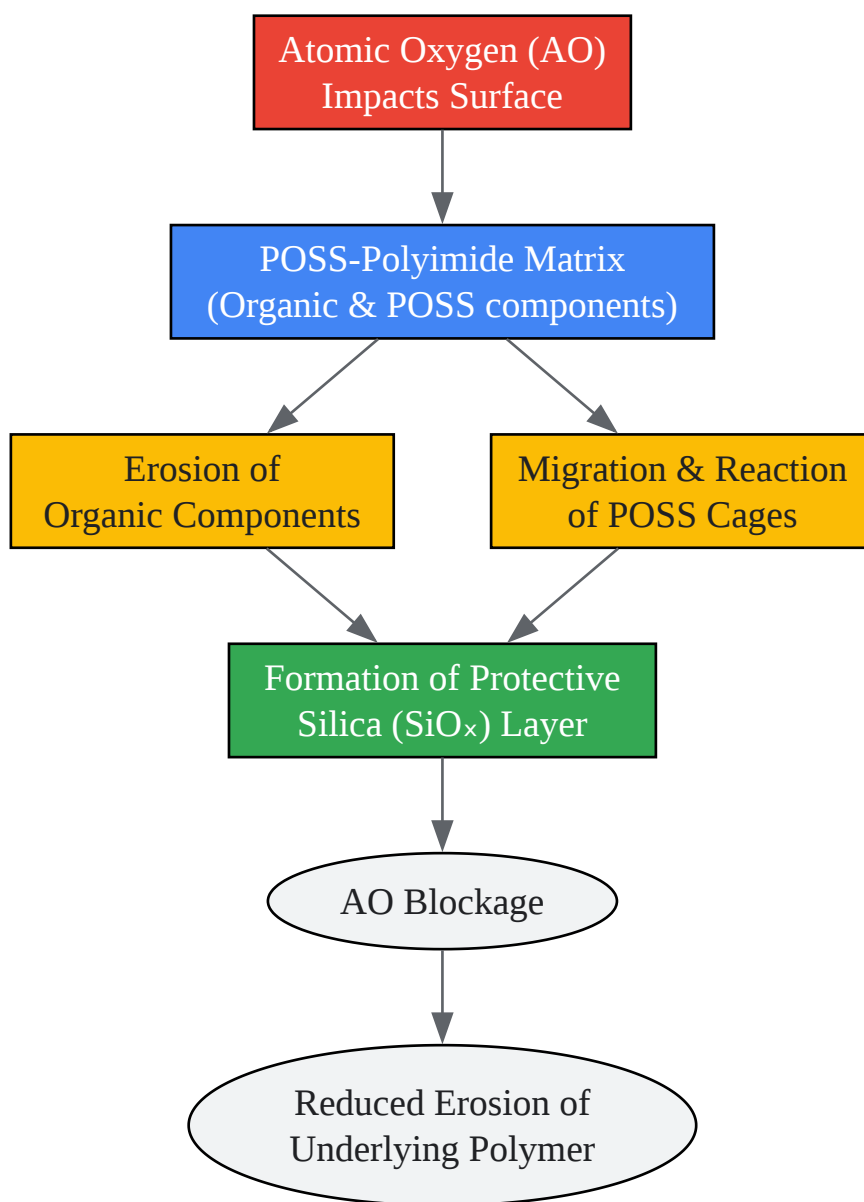 Atomic Oxygen (AO)
Impacts Surface
POSS-Polyimide Matrix
(Organic & POSS components)
Erosion of
Organic Components
Migration & Reaction
of POSS Cages
Formation of Protective
Silica (SiOₓ) Layer
AO Blockage
Reduced Erosion of
Underlying Polymer